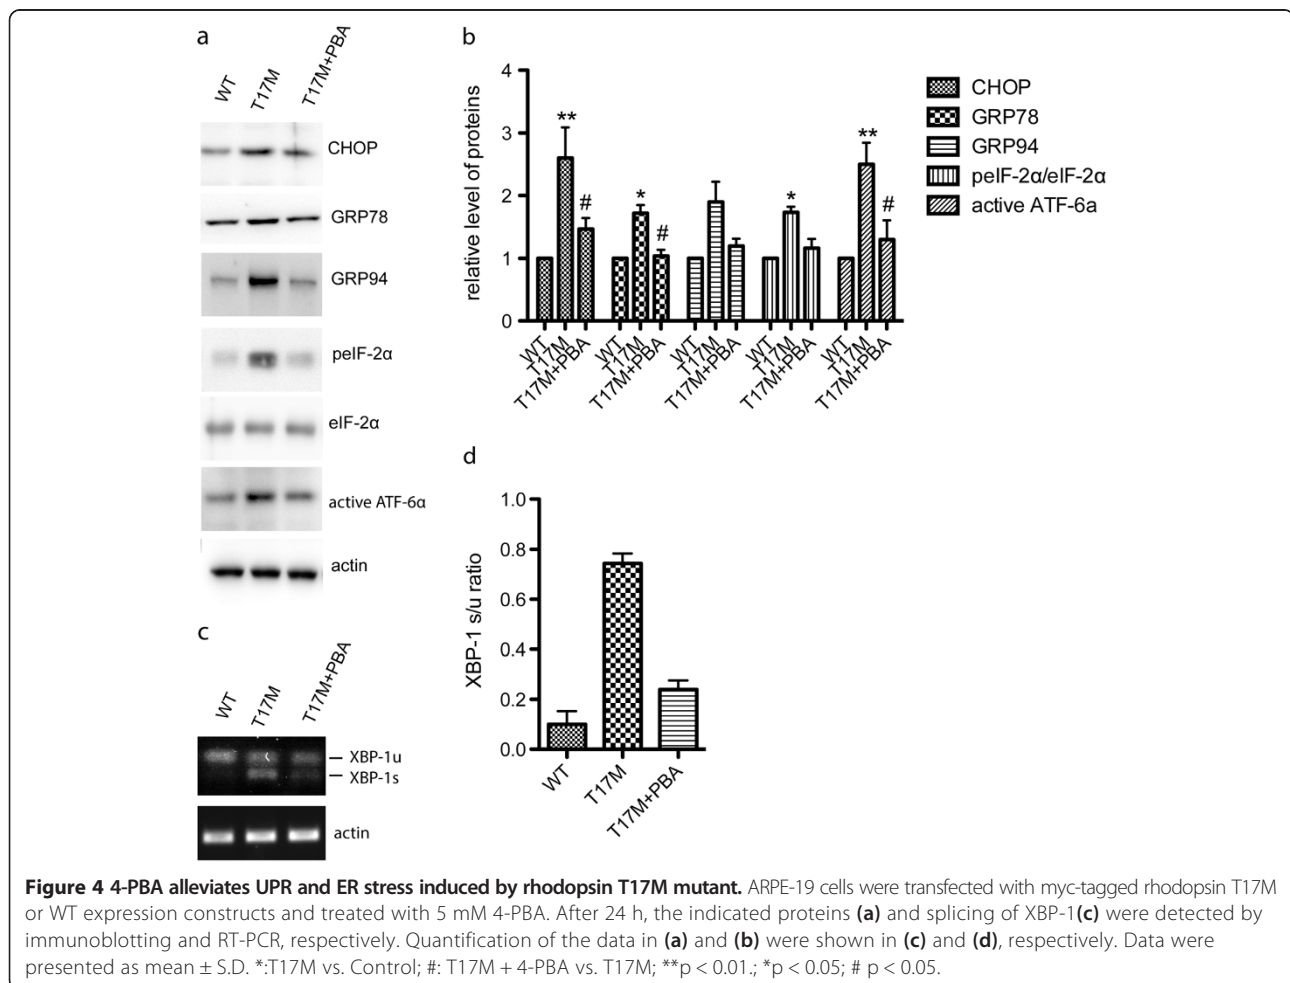 a
WT
T17M
T17M+PBA
CHOP
GRP78
GRP94
peIF-2α
eIF-2α
active ATF-6α
actin
b
relative level of proteins
4
3
2
1
0
**
#
*
#
*
**
#
WT
T17M
T17M+PBA
WT
T17M
T17M+PBA
WT
T17M
T17M+PBA
WT
T17M
T17M+PBA
WT
T17M
T17M+PBA
CHOP
GRP78
GRP94
peIF-2α/eIF-2α
active ATF-6a
c
WT
T17M
T17M+PBA
XBP-1u
XBP-1s
actin
d
XBP-1 s/u ratio
1.0
0.8
0.6
0.4
0.2
0.0
WT
T17M
T17M+PBA
Figure 4 4-PBA alleviates UPR and ER stress induced by rhodopsin T17M mutant. ARPE-19 cells were transfected with myc-tagged rhodopsin T17M
or WT expression constructs and treated with 5 mM 4-PBA. After 24 h, the indicated proteins (a) and splicing of XBP-1(c) were detected by
immunoblotting and RT-PCR, respectively. Quantification of the data in (a) and (b) were shown in (c) and (d), respectively. Data were
presented as mean ± S.D. *:T17M vs. Control; #: T17M + 4-PBA vs. T17M; **p < 0.01.; *p < 0.05; # p < 0.05.